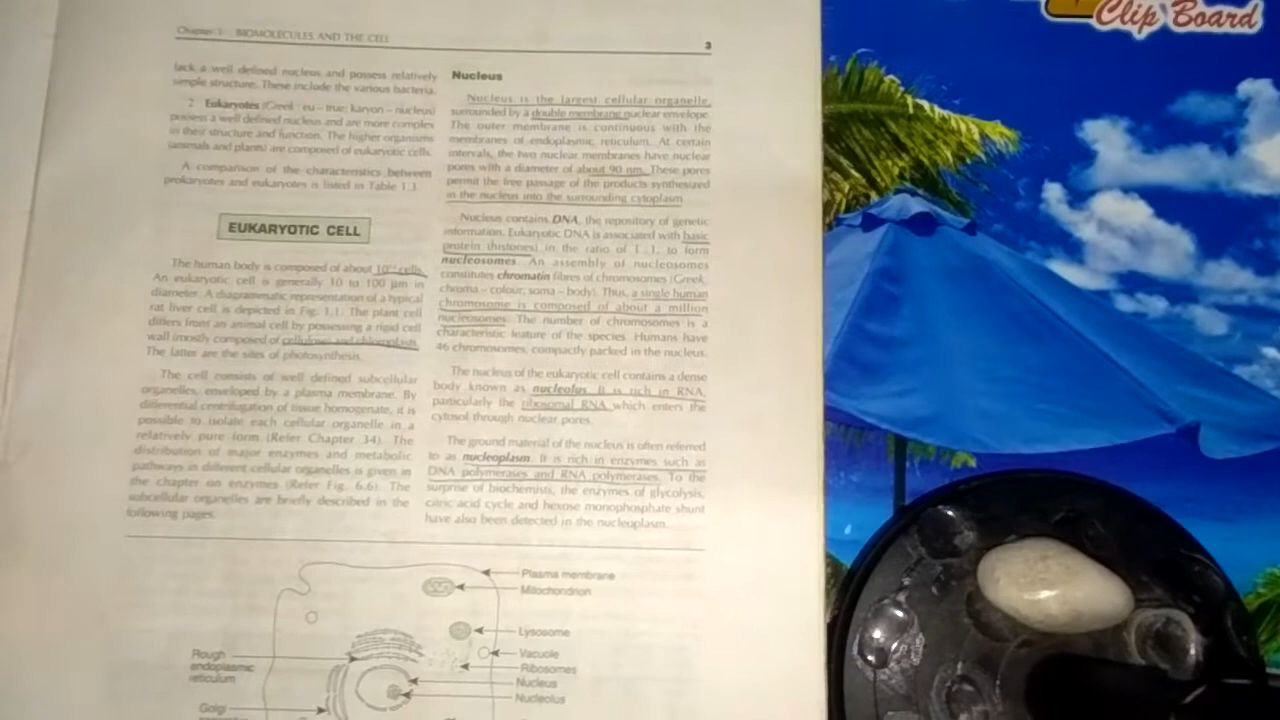 Chapter 1 : BIOMOLECULES AND THE CELL
3
lack a well defined nucleus and possess relatively
simple structure. These include the various bacteria.
2. Eukaryotes (Greek : eu – true; karyon – nucleus)
possess a well defined nucleus and are more complex
in their structure and function. The higher organisms
(animals and plants) are composed of eukaryotic cells.
A comparison of the characteristics between
prokaryotes and eukaryotes is listed in Table 1.3.
EUKARYOTIC CELL
The human body is composed of about cells.
An eukaryotic cell is generally 10 to 100 μm in
diameter. A diagrammatic representation of a typical
rat liver cell is depicted in Fig. 1.1. The plant cell
differs from an animal cell by possessing a rigid cell
wall (mostly composed of cellulose) and chloroplasts.
The latter are the sites of photosynthesis.
The cell consists of well defined subcellular
organelles, enveloped by a plasma membrane. By
differential centrifugation of tissue homogenate, it is
possible to isolate each cellular organelle in a
relatively pure form (Refer Chapter 34). The
distribution of major enzymes and metabolic
pathways in different cellular organelles is given in
the chapter on enzymes (Refer Fig. 6.6). The
subcellular organelles are briefly described in the
following pages.
Nucleus
Nucleus is the largest cellular organelle,
surrounded by a double membrane nuclear envelope.
The outer membrane is continuous with the
membranes of endoplasmic reticulum. At certain
intervals, the two nuclear membranes have nuclear
pores with a diameter of about 90 nm. These pores
permit the free passage of the products synthesized
in the nucleus into the surrounding cytoplasm.
Nucleus contains DNA, the repository of genetic
information. Eukaryotic DNA is associated with basic
protein (histones) in the ratio of 1 : 1, to form
nucleosomes. An assembly of nucleosomes
constitutes chromatin fibres of chromosomes (Greek:
chroma – colour; soma – body). Thus, a single human
chromosome is composed of about a million
nucleosomes. The number of chromosomes is a
characteristic feature of the species. Humans have
46 chromosomes, compactly packed in the nucleus.
The nucleus of the eukaryotic cell contains a dense
body known as nucleolus. It is rich in RNA,
particularly the ribosomal RNA which enters the
cytosol through nuclear pores.
The ground material of the nucleus is often referred
to as nucleoplasm. It is rich in enzymes such as
DNA polymerases and RNA polymerases. To the
surprise of biochemists, the enzymes of glycolysis,
citric acid cycle and hexose monophosphate shunt
have also been detected in the nucleoplasm.
Plasma membrane
Mitochondrion
Lysosome
Vacuole
Ribosomes
Nucleus
Nucleolus
Rough
endoplasmic
reticulum
Golgi
Clip Board